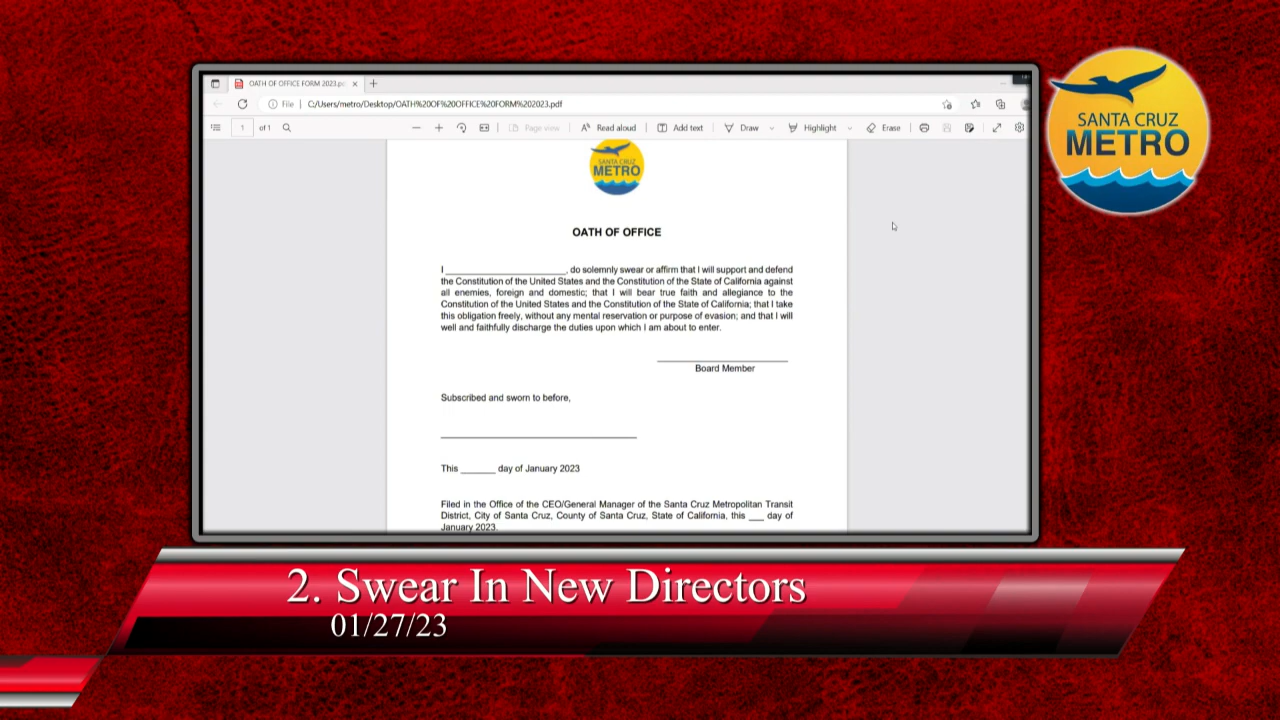 OATH OF OFFICE FORM 2023.pdf
File
C:/Users/metro/Desktop/OATH%20OF%20OFFICE%20FORM%202023.pdf
1 of 1
Page view
Read aloud
Add text
Draw
Highlight
Erase
SANTA CRUZ
METRO
SANTA CRUZ
METRO
OATH OF OFFICE
I ______________________, do solemnly swear or affirm that I will support and defend
the Constitution of the United States and the Constitution of the State of California against
all enemies, foreign and domestic; that I will bear true faith and allegiance to the
Constitution of the United States and the Constitution of the State of California; that I take
this obligation freely, without any mental reservation or purpose of evasion; and that I will
well and faithfully discharge the duties upon which I am about to enter.
Board Member
Subscribed and sworn to before,
This ______ day of January 2023
Filed in the Office of the CEO/General Manager of the Santa Cruz Metropolitan Transit
District, City of Santa Cruz, County of Santa Cruz, State of California, this ___ day of
January 2023.
2. Swear In New Directors
01/27/23